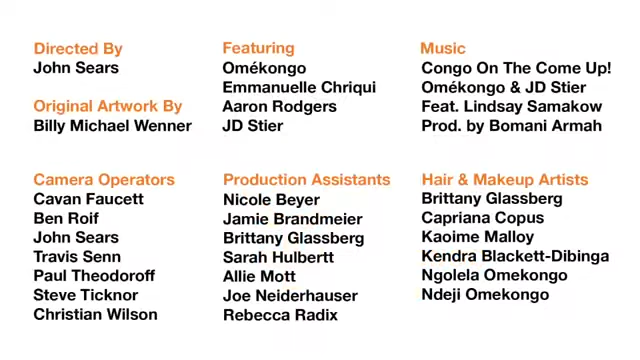 Directed By
John Sears
Original Artwork By
Billy Michael Wenner
Featuring
Omékongo
Emmanuelle Chriqui
Aaron Rodgers
JD Stier
Music
Congo On The Come Up!
Omékongo & JD Stier
Feat. Lindsay Samakow
Prod. by Bomani Armah
Camera Operators
Cavan Faucett
Ben Roif
John Sears
Travis Senn
Paul Theodoroff
Steve Ticknor
Christian Wilson
Production Assistants
Nicole Beyer
Jamie Brandmeier
Brittany Glassberg
Sarah Hulbertt
Allie Mott
Joe Neiderhauser
Rebecca Radix
Hair & Makeup Artists
Brittany Glassberg
Capriana Copus
Kaoime Malloy
Kendra Blackett-Dibinga
Ngolela Omekongo
Ndeji Omekongo